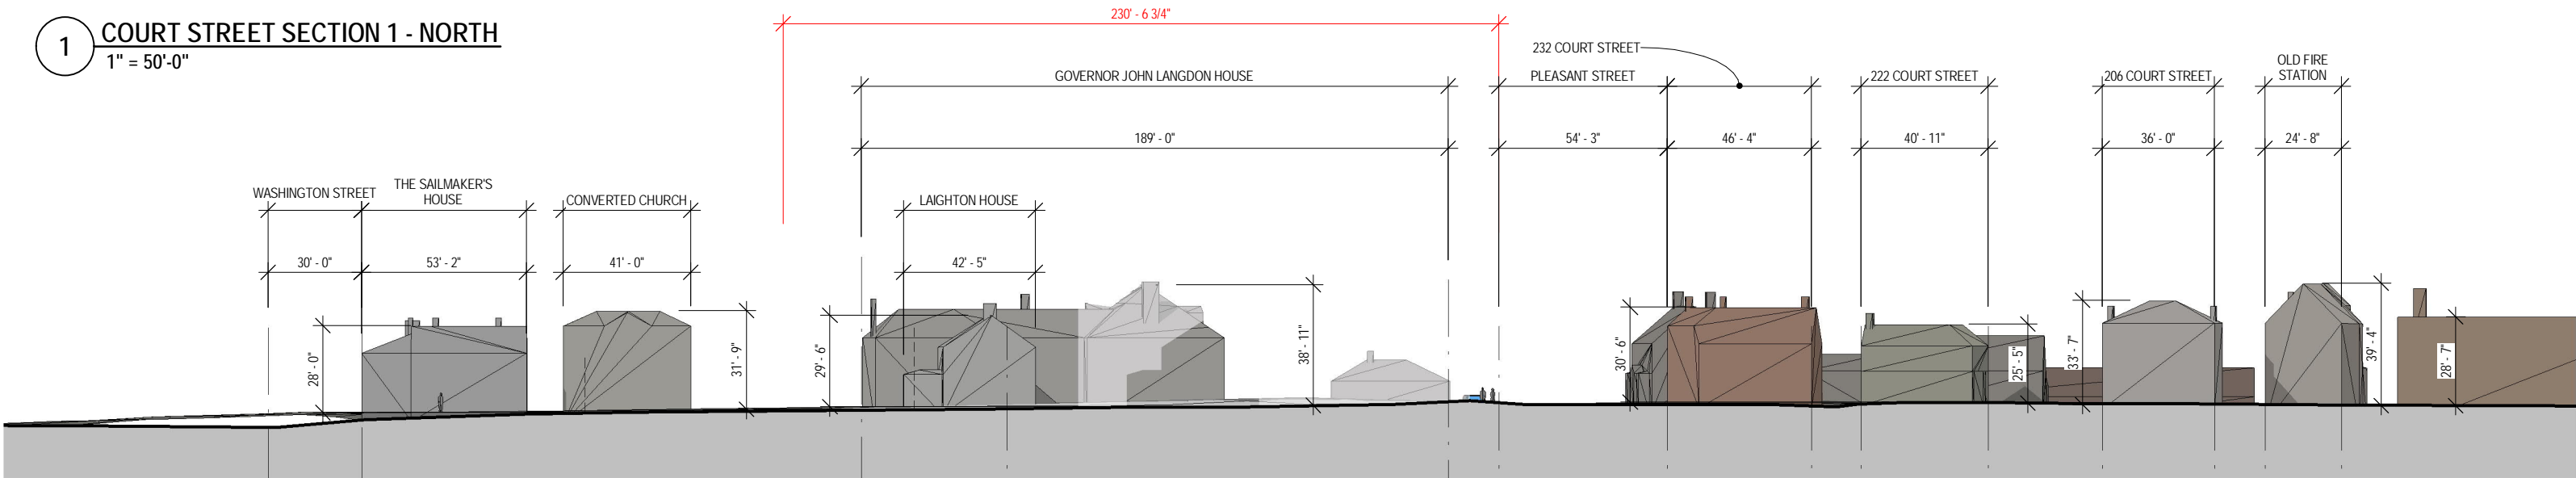 1
COURT STREET SECTION 1 - NORTH
1" = 50'-0"
230' - 6 3/4"
232 COURT STREET
GOVERNOR JOHN LANGDON HOUSE
PLEASANT STREET
222 COURT STREET
206 COURT STREET
OLD FIRE
STATION
189' - 0"
54' - 3"
46' - 4"
40' - 11"
36' - 0"
24' - 8"
WASHINGTON STREET
THE SAILMAKER'S
HOUSE
CONVERTED CHURCH
LAIGHTON HOUSE
30' - 0"
53' - 2"
41' - 0"
42' - 5"
28' - 0"
31' - 9"
29' - 6"
38' - 11"
30' - 6"
25' - 5"
33' - 7"
39' - 4"
28' - 7"